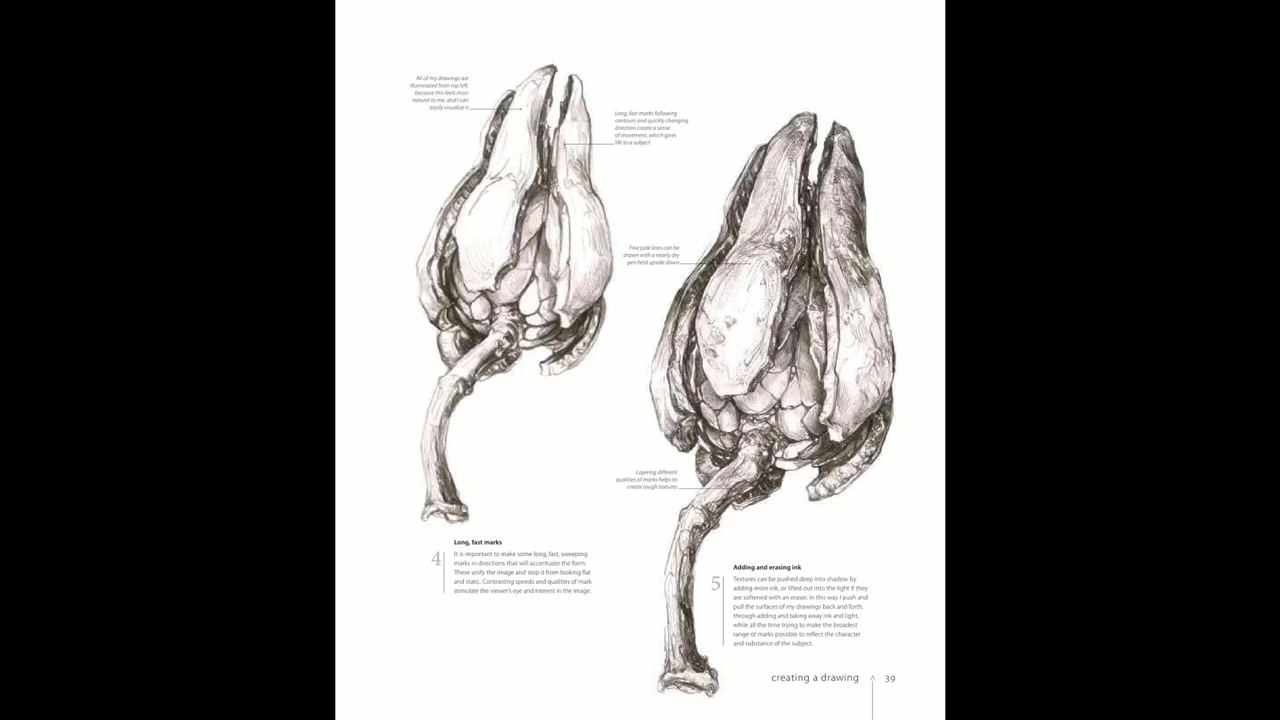 All of my drawings are
illuminated from top left,
because this feels most
natural to me, and I can
easily visualize it
Long, fast marks following
contours and quickly changing
direction create a sense
of movement, which gives
life to a subject
Fine pale lines can be
drawn with a nearly dry
pen held upside down
Layering different
qualities of marks helps to
create rough textures
4
Long, fast marks
It is important to make some long, fast, sweeping
marks in directions that will accentuate the form.
These unify the image and stop it from looking flat
and static. Contrasting speeds and qualities of mark
stimulate the viewer's eye and interest in the image.
5
Adding and erasing ink
Textures can be pushed deep into shadow by
adding more ink, or lifted out into the light if they
are softened with an eraser. In this way I push and
pull the surfaces of my drawings back and forth,
through adding and taking away ink and light,
while all the time trying to make the broadest
range of marks possible to reflect the character
and substance of the subject.
creating a drawing
39